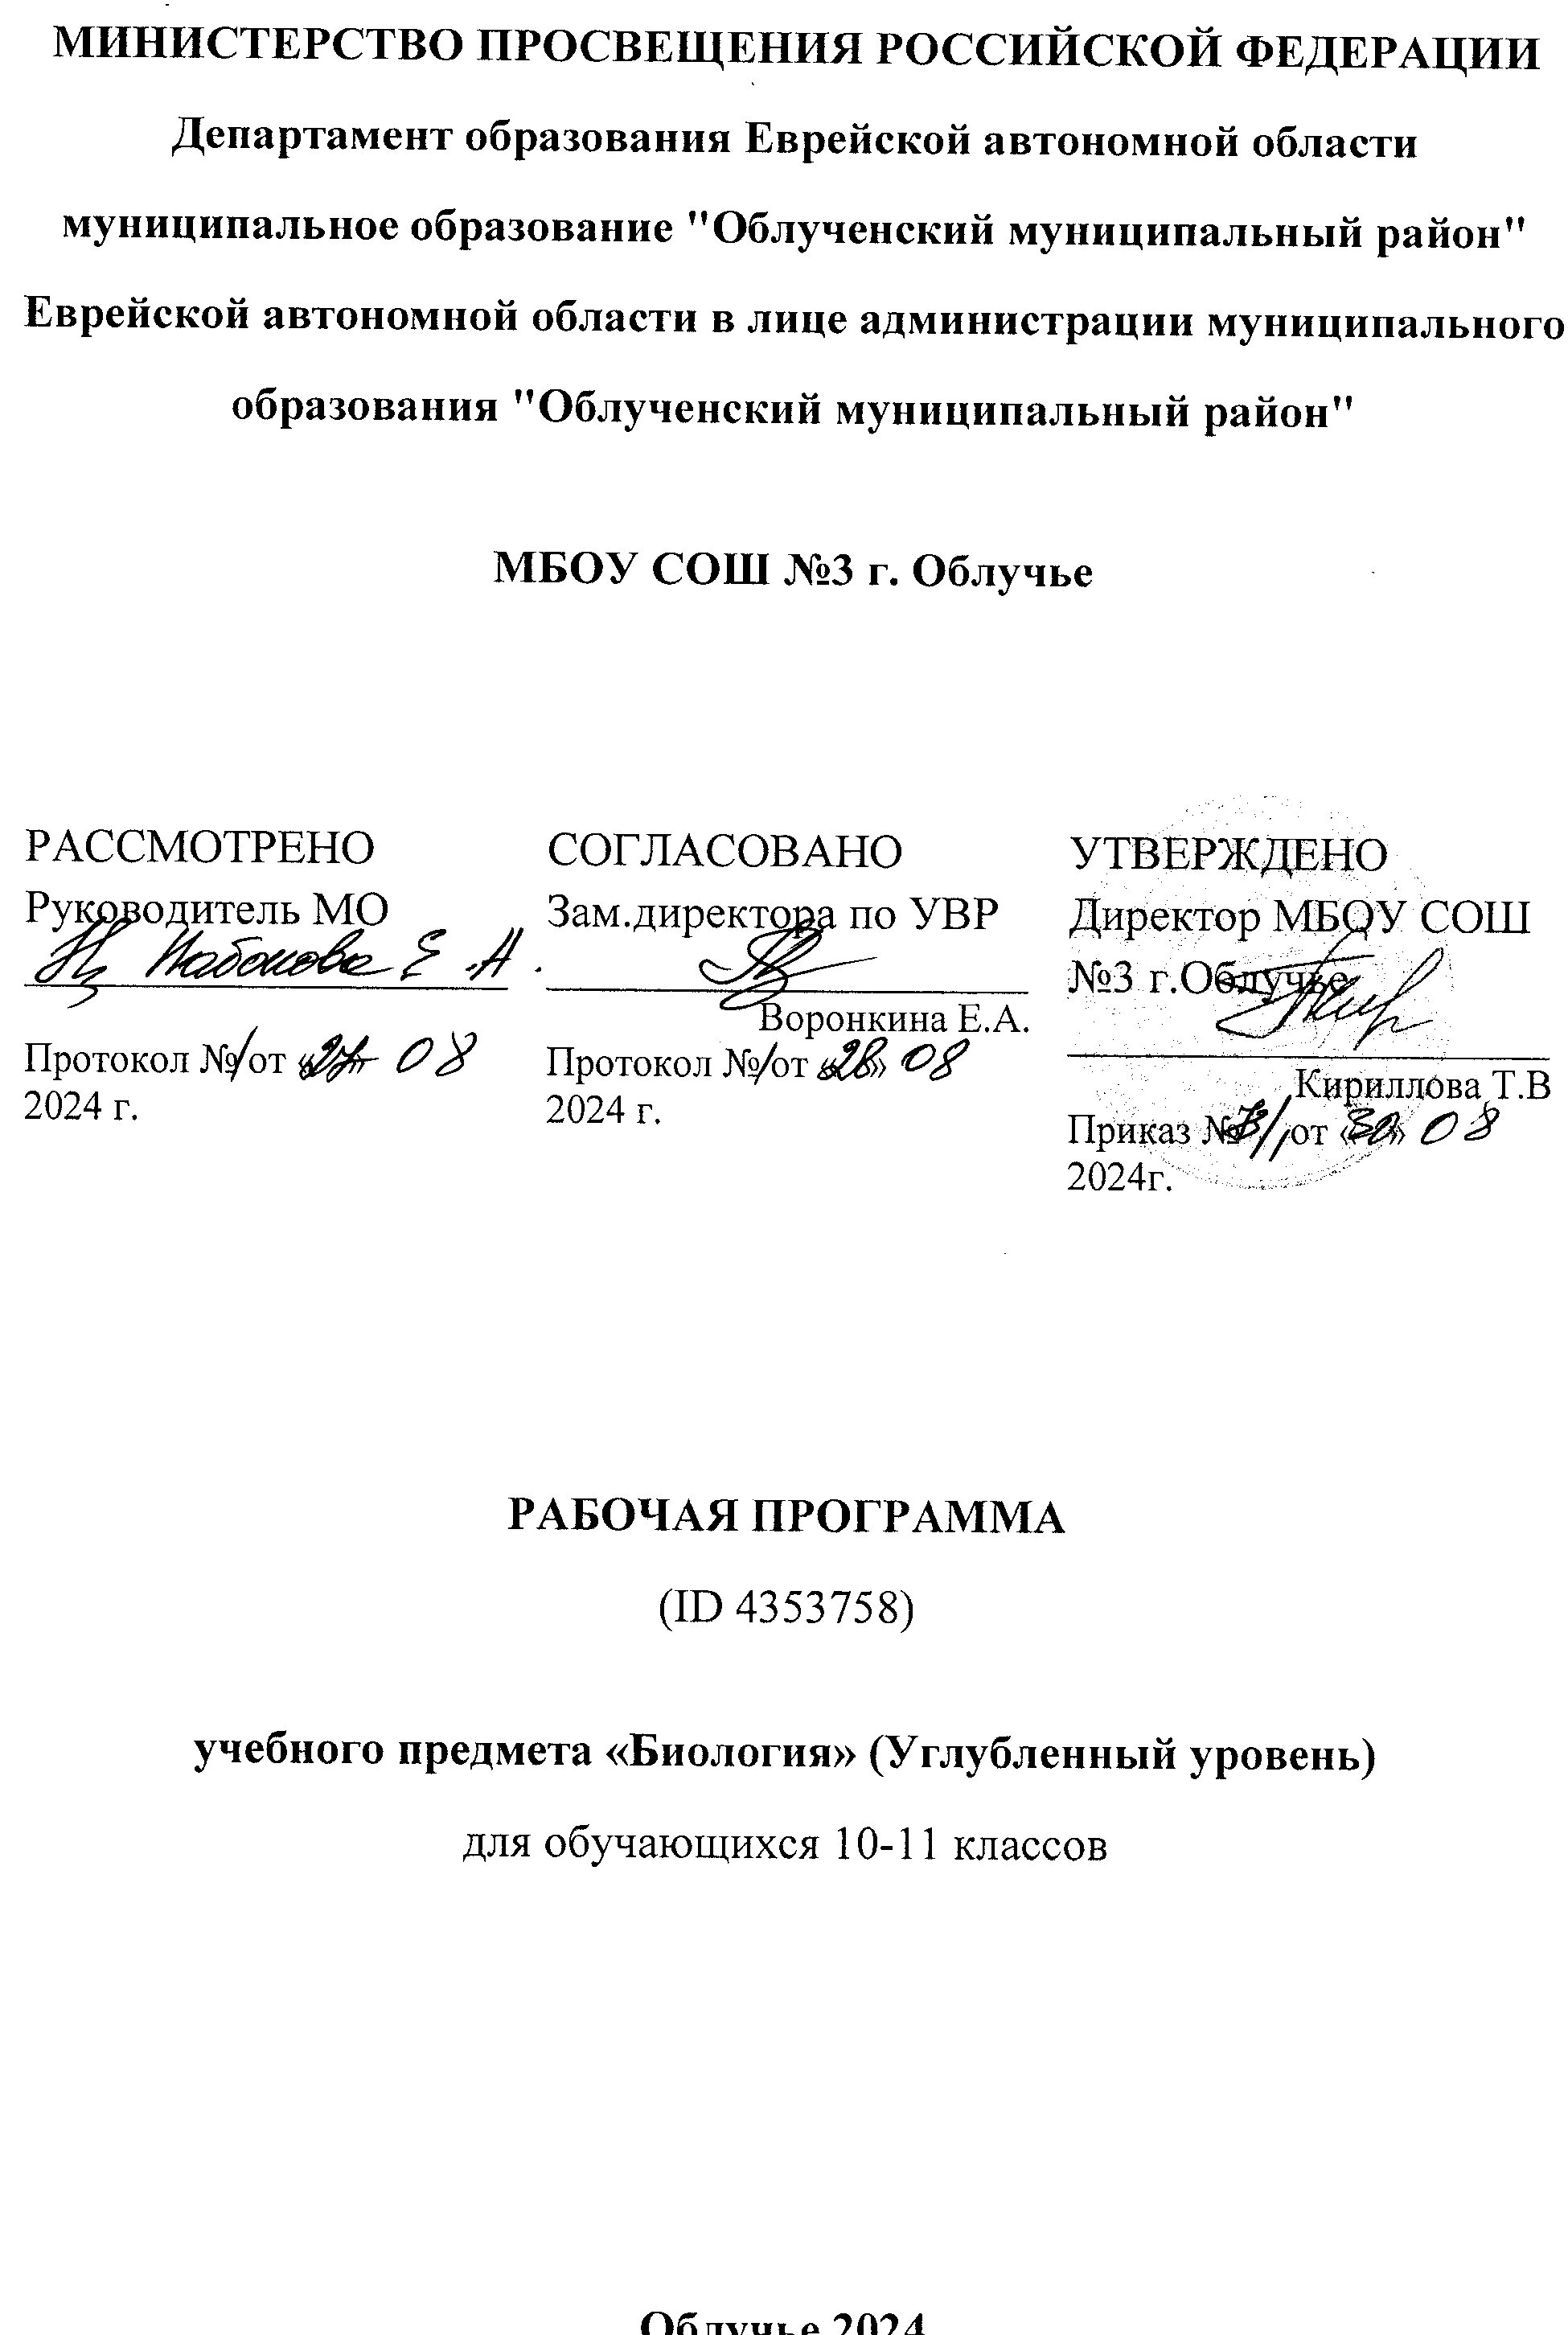 МИНИСТЕРСТВО ПРОСВЕЩЕНИЯ РОССИЙСКОЙ ФЕДЕРАЦИИ
Департамент образования Еврейской автономной области
муниципальное образование "Облученский муниципальный район"
Еврейской автономной области в лице администрации муниципального
образования "Облученский муниципальный район"
МБОУ СОШ №3 г. Облучье
РАССМОТРЕНО
Руководитель МО
Набокова Е.А.
Протокол №1 от «27» 08
2024 г.
СОГЛАСОВАНО
Зам.директора по УВР
Воронкина Е.А.
Протокол №1 от «28» 08
2024 г.
УТВЕРЖДЕНО
Директор МБОУ СОШ
№3 г.Облучье
Кириллова Т.В
Приказ № от «30» 08
2024г.
РАБОЧАЯ ПРОГРАММА
(ID 4353758)
учебного предмета «Биология» (Углубленный уровень)
для обучающихся 10-11 классов
Облучье 2024